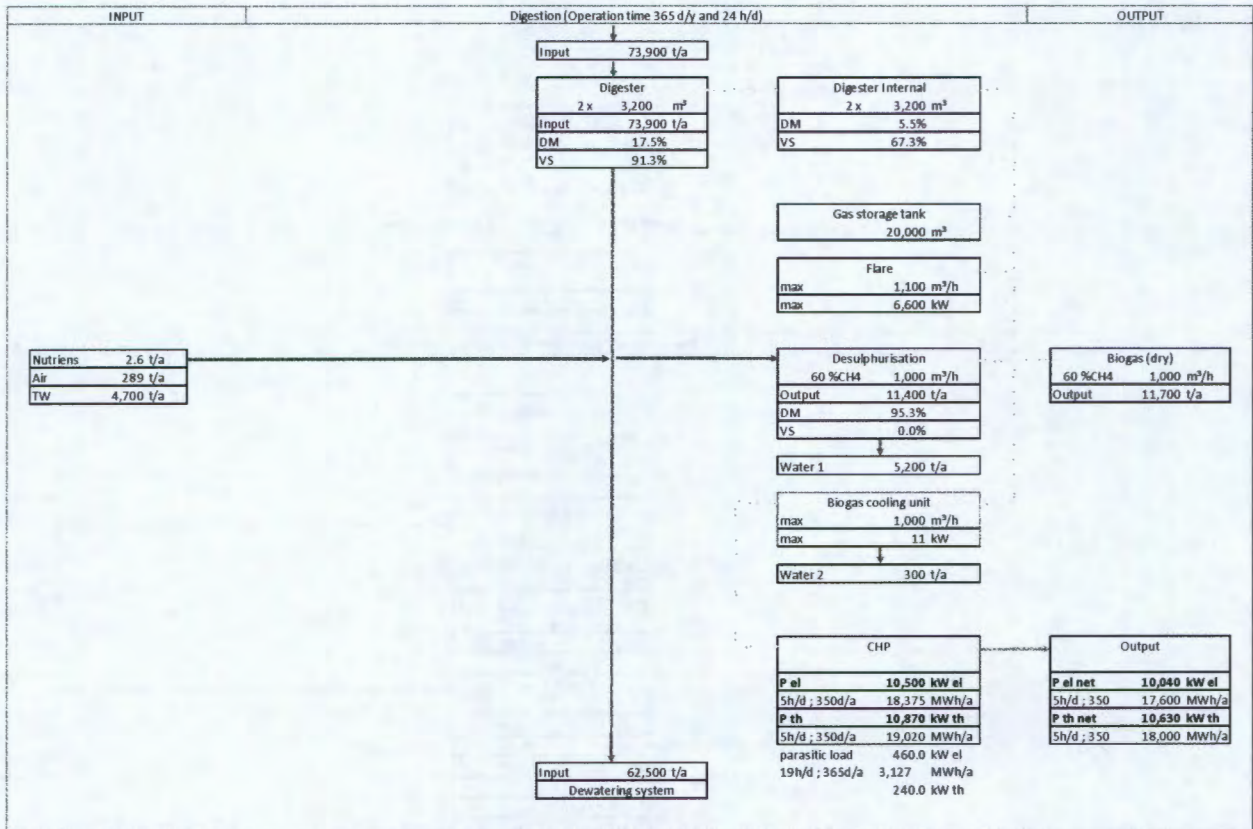 INPUT
Digestion (Operation time 365 d/y and 24 h/d)
OUTPUT
Input 73,900 t/a
Digester
2 x 3,200 m³
Input 73,900 t/a
DM 17.5%
VS 91.3%
Digester Internal
2 x 3,200 m³
DM 5.5%
VS 67.3%
Gas storage tank
20,000 m³
Flare
max 1,100 m³/h
max 6,600 kW
Nutriens 2.6 t/a
Air 289 t/a
TW 4,700 t/a
Desulphurisation
60 %CH4 1,000 m³/h
Output 11,400 t/a
DM 95.3%
VS 0.0%
Water 1 5,200 t/a
Biogas (dry)
60 %CH4 1,000 m³/h
Output 11,700 t/a
Biogas cooling unit
max 1,000 m³/h
max 11 kW
Water 2 300 t/a
CHP
P el 10,500 kW el
5h/d ; 350d/a 18,375 MWh/a
P th 10,870 kW th
5h/d ; 350d/a 19,020 MWh/a
parasitic load 460.0 kW el
19h/d ; 365d/a 3,127 MWh/a
240.0 kW th
Output
P el net 10,040 kW el
5h/d ; 350 17,600 MWh/a
P th net 10,630 kW th
5h/d ; 350 18,000 MWh/a
Input 62,500 t/a
Dewatering system